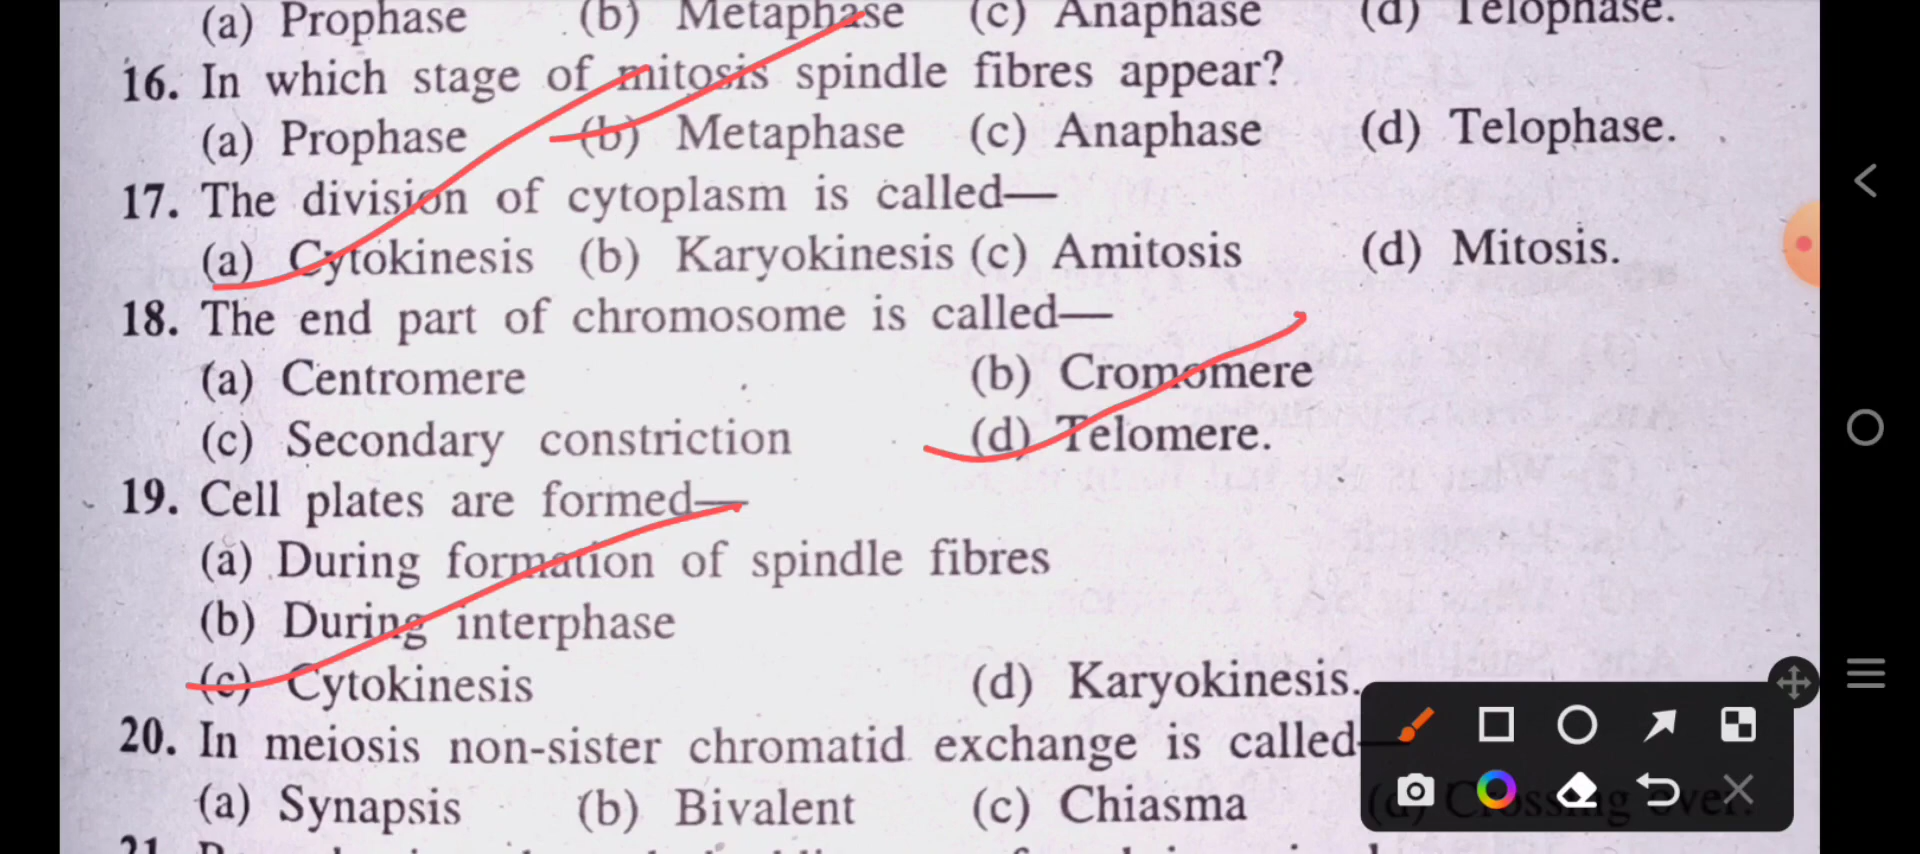 (a) Prophase (b) Metaphase (c) Anaphase (d) Telophase.
16. In which stage of mitosis spindle fibres appear?
(a) Prophase (b) Metaphase (c) Anaphase (d) Telophase.
17. The division of cytoplasm is called—
(a) Cytokinesis (b) Karyokinesis (c) Amitosis (d) Mitosis.
18. The end part of chromosome is called—
(a) Centromere (b) Cromomere
(c) Secondary constriction (d) Telomere.
19. Cell plates are formed—
(a) During formation of spindle fibres
(b) During interphase
(c) Cytokinesis (d) Karyokinesis.
20. In meiosis non-sister chromatid exchange is called—
(a) Synapsis (b) Bivalent (c) Chiasma (d) Crossing over.
21.